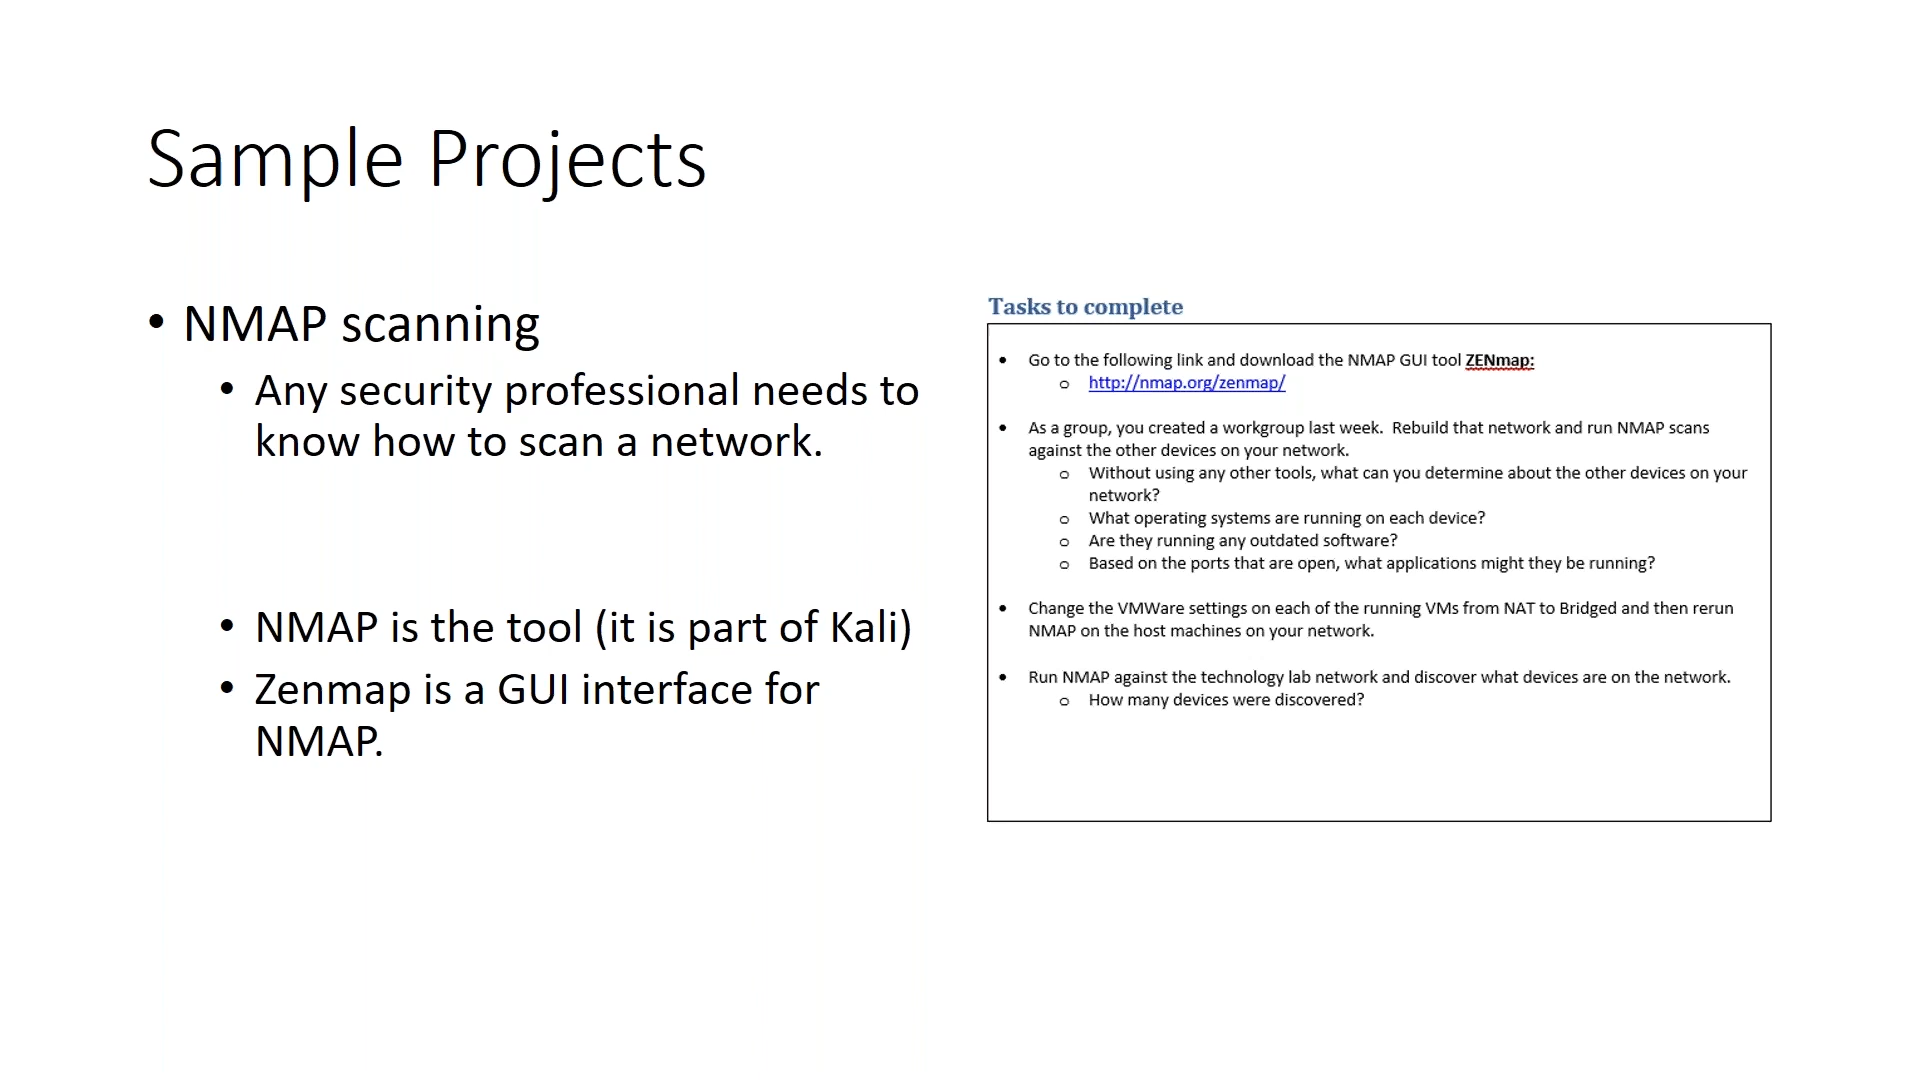 Sample Projects
• NMAP scanning
• Any security professional needs to
know how to scan a network.
• NMAP is the tool (it is part of Kali)
• Zenmap is a GUI interface for
NMAP.
Tasks to complete
• Go to the following link and download the NMAP GUI tool ZENmap:
o http://nmap.org/zenmap/
• As a group, you created a workgroup last week.  Rebuild that network and run NMAP scans
against the other devices on your network.
o Without using any other tools, what can you determine about the other devices on your
network?
o What operating systems are running on each device?
o Are they running any outdated software?
o Based on the ports that are open, what applications might they be running?
• Change the VMWare settings on each of the running VMs from NAT to Bridged and then rerun
NMAP on the host machines on your network.
• Run NMAP against the technology lab network and discover what devices are on the network.
o How many devices were discovered?